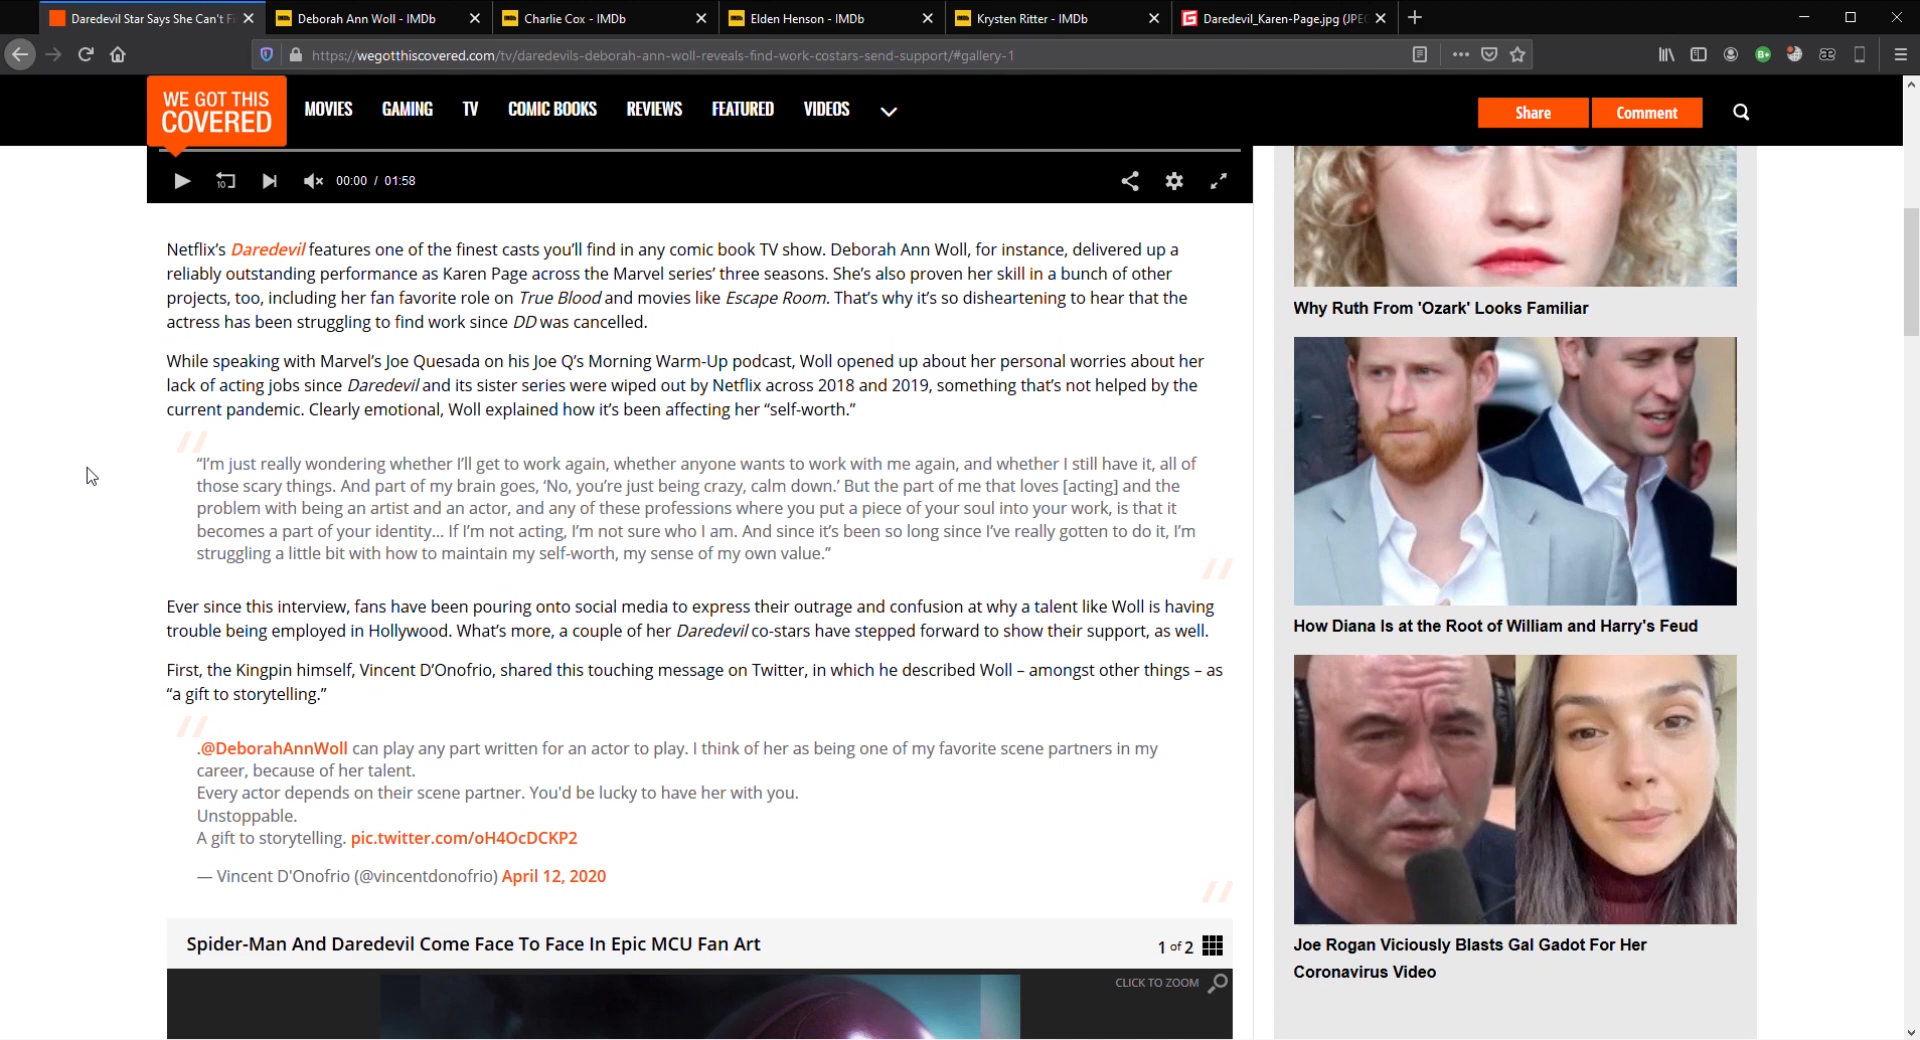 Daredevil Star Says She Can't Fi
Deborah Ann Woll - IMDb
Charlie Cox - IMDb
Elden Henson - IMDb
Krysten Ritter - IMDb
Daredevil_Karen-Page.jpg (JPEG
https://wegotthiscovered.com/tv/daredevils-deborah-ann-woll-reveals-find-work-costars-send-support/#gallery-1
WE GOT THIS
COVERED
MOVIES
GAMING
TV
COMIC BOOKS
REVIEWS
FEATURED
VIDEOS
Share
Comment
10
00:00 / 01:58
Netflix's Daredevil features one of the finest casts you'll find in any comic book TV show. Deborah Ann Woll, for instance, delivered up a
reliably outstanding performance as Karen Page across the Marvel series' three seasons. She's also proven her skill in a bunch of other
projects, too, including her fan favorite role on True Blood and movies like Escape Room. That's why it's so disheartening to hear that the
actress has been struggling to find work since DD was cancelled.
While speaking with Marvel's Joe Quesada on his Joe Q's Morning Warm-Up podcast, Woll opened up about her personal worries about her
lack of acting jobs since Daredevil and its sister series were wiped out by Netflix across 2018 and 2019, something that's not helped by the
current pandemic. Clearly emotional, Woll explained how it's been affecting her “self-worth.”
“I'm just really wondering whether I'll get to work again, whether anyone wants to work with me again, and whether I still have it, all of
those scary things. And part of my brain goes, ‘No, you're just being crazy, calm down.’ But the part of me that loves [acting] and the
problem with being an artist and an actor, and any of these professions where you put a piece of your soul into your work, is that it
becomes a part of your identity… If I'm not acting, I'm not sure who I am. And since it's been so long since I've really gotten to do it, I'm
struggling a little bit with how to maintain my self-worth, my sense of my own value.”
Ever since this interview, fans have been pouring onto social media to express their outrage and confusion at why a talent like Woll is having
trouble being employed in Hollywood. What's more, a couple of her Daredevil co-stars have stepped forward to show their support, as well.
First, the Kingpin himself, Vincent D'Onofrio, shared this touching message on Twitter, in which he described Woll – amongst other things – as
“a gift to storytelling.”
.@DeborahAnnWoll can play any part written for an actor to play. I think of her as being one of my favorite scene partners in my
career, because of her talent.
Every actor depends on their scene partner. You'd be lucky to have her with you.
Unstoppable.
A gift to storytelling. pic.twitter.com/oH4OcDCKP2
— Vincent D'Onofrio (@vincentdonofrio) April 12, 2020
Spider-Man And Daredevil Come Face To Face In Epic MCU Fan Art
1 of 2
CLICK TO ZOOM
Why Ruth From 'Ozark' Looks Familiar
How Diana Is at the Root of William and Harry's Feud
Joe Rogan Viciously Blasts Gal Gadot For Her
Coronavirus Video